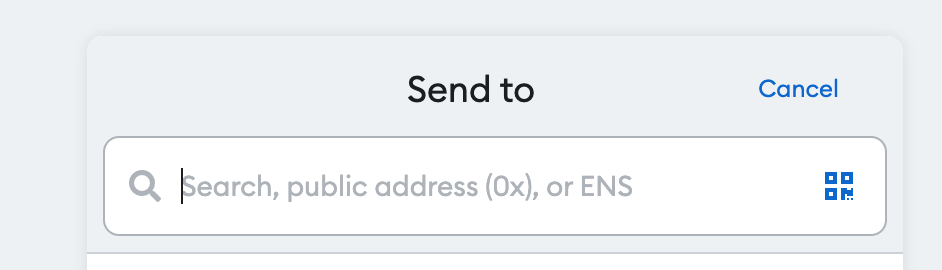 Send to
Cancel
Search, public address (0x), or ENS